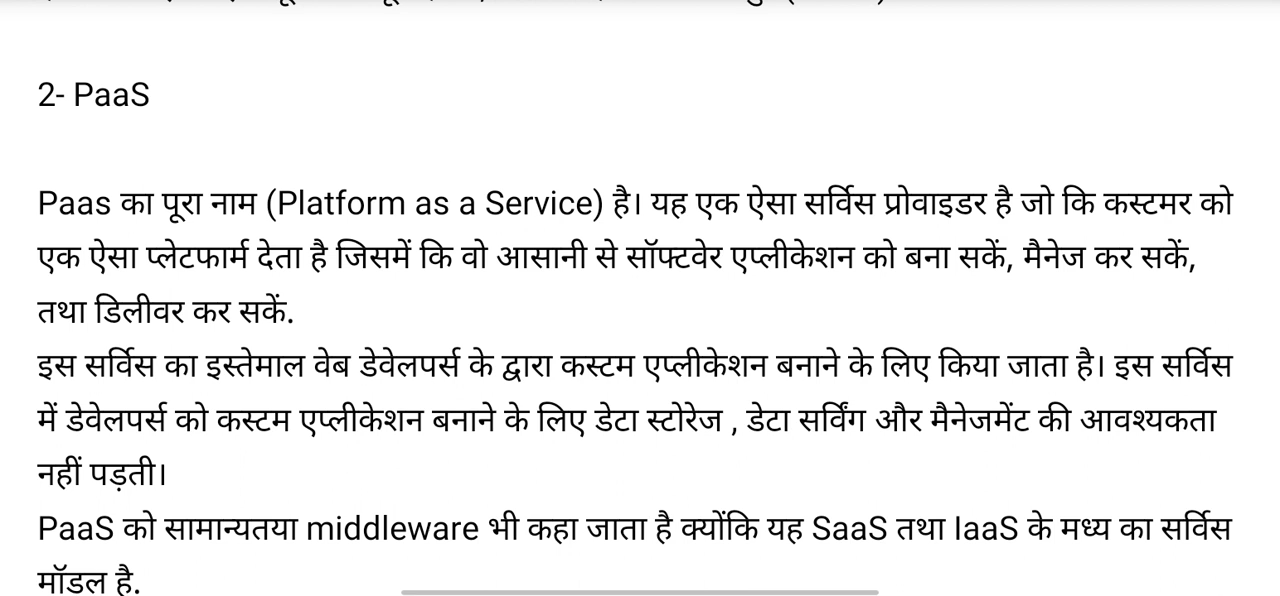 2- PaaS
Paas का पूरा नाम (Platform as a Service) है। यह एक ऐसा सर्विस प्रोवाइडर है जो कि कस्टमर को
एक ऐसा प्लेटफार्म देता है जिसमें कि वो आसानी से सॉफ्टवेर एप्लीकेशन को बना सकें, मैनेज कर सकें,
तथा डिलीवर कर सकें.
इस सर्विस का इस्तेमाल वेब डेवेलपर्स के द्वारा कस्टम एप्लीकेशन बनाने के लिए किया जाता है। इस सर्विस
में डेवेलपर्स को कस्टम एप्लीकेशन बनाने के लिए डेटा स्टोरेज , डेटा सर्विंग और मैनेजमेंट की आवश्यकता
नहीं पड़ती।
PaaS को सामान्यतया middleware भी कहा जाता है क्योंकि यह SaaS तथा IaaS के मध्य का सर्विस
मॉडल है.